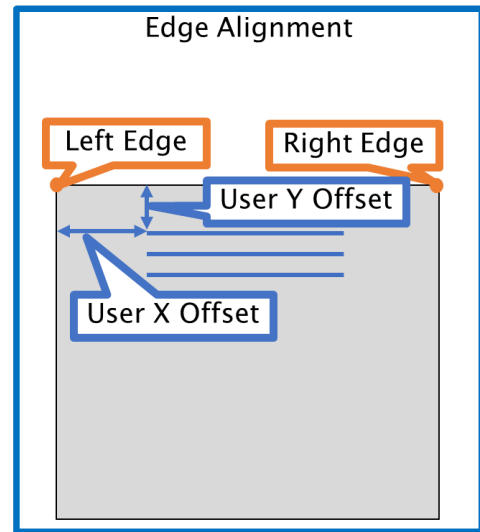 Edge Alignment
Left Edge
Right Edge
User Y Offset
User X Offset